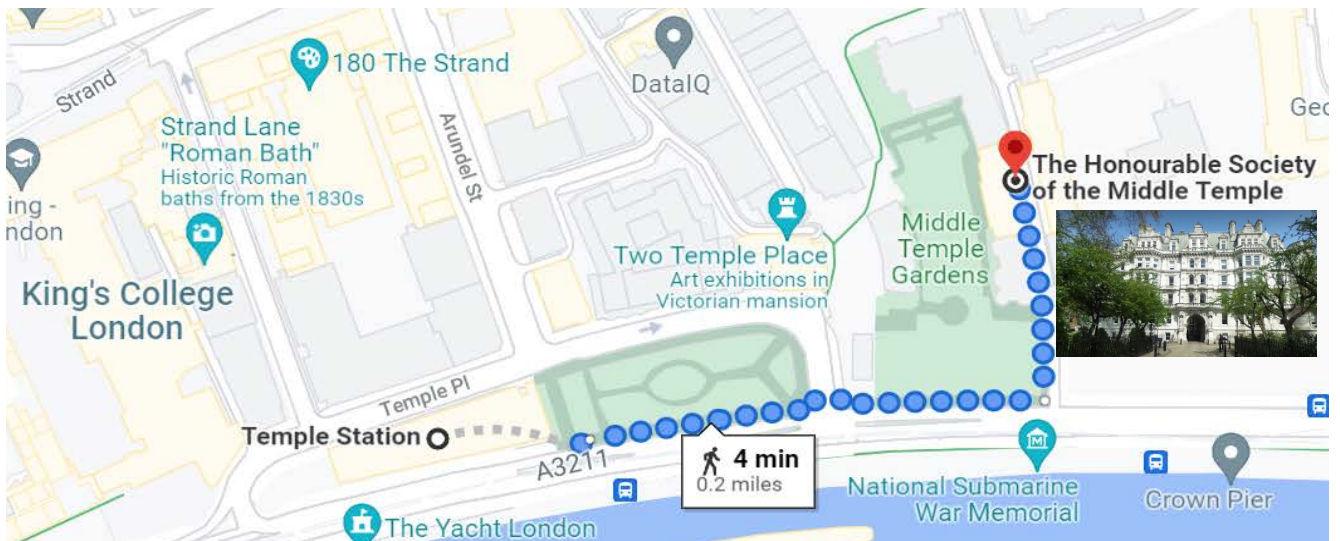 180 The Strand
DataIQ
Strand
Geo
Strand Lane
"Roman Bath"
Historic Roman
baths from the 1830s
Arundel St
The Honourable Society
of the Middle Temple
ing -
ndon
Middle
Temple
Gardens
Two Temple Place
Art exhibitions in
Victorian mansion
King's College
London
Temple Pl
Temple Station
A3211
4 min
0.2 miles
National Submarine
War Memorial
Crown Pier
The Yacht London